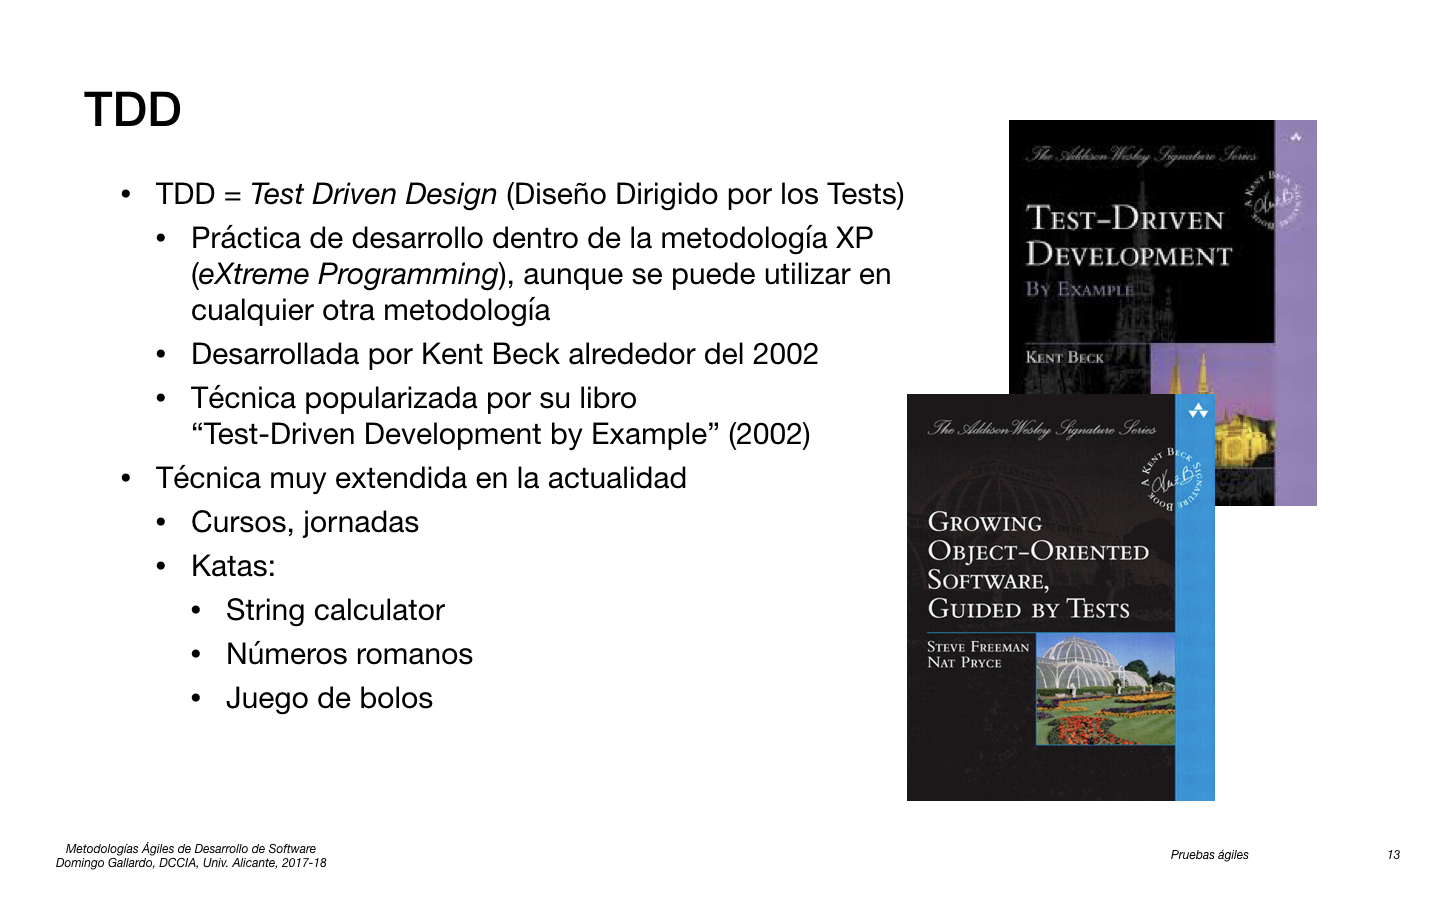 TDD
• TDD = Test Driven Design (Diseño Dirigido por los Tests)
• Práctica de desarrollo dentro de la metodología XP
(eXtreme Programming), aunque se puede utilizar en
cualquier otra metodología
• Desarrollada por Kent Beck alrededor del 2002
• Técnica popularizada por su libro
“Test-Driven Development by Example” (2002)
• Técnica muy extendida en la actualidad
• Cursos, jornadas
• Katas:
• String calculator
• Números romanos
• Juego de bolos
The Addison-Wesley Signature Series
A KENT BECK SIGNATURE BOOK
TEST-DRIVEN
DEVELOPMENT
BY EXAMPLE
KENT BECK
The Addison-Wesley Signature Series
A KENT BECK SIGNATURE BOOK
GROWING
OBJECT-ORIENTED
SOFTWARE,
GUIDED BY TESTS
STEVE FREEMAN
NAT PRYCE
Metodologías Ágiles de Desarrollo de Software
Domingo Gallardo, DCCIA, Univ. Alicante, 2017-18
Pruebas ágiles
13